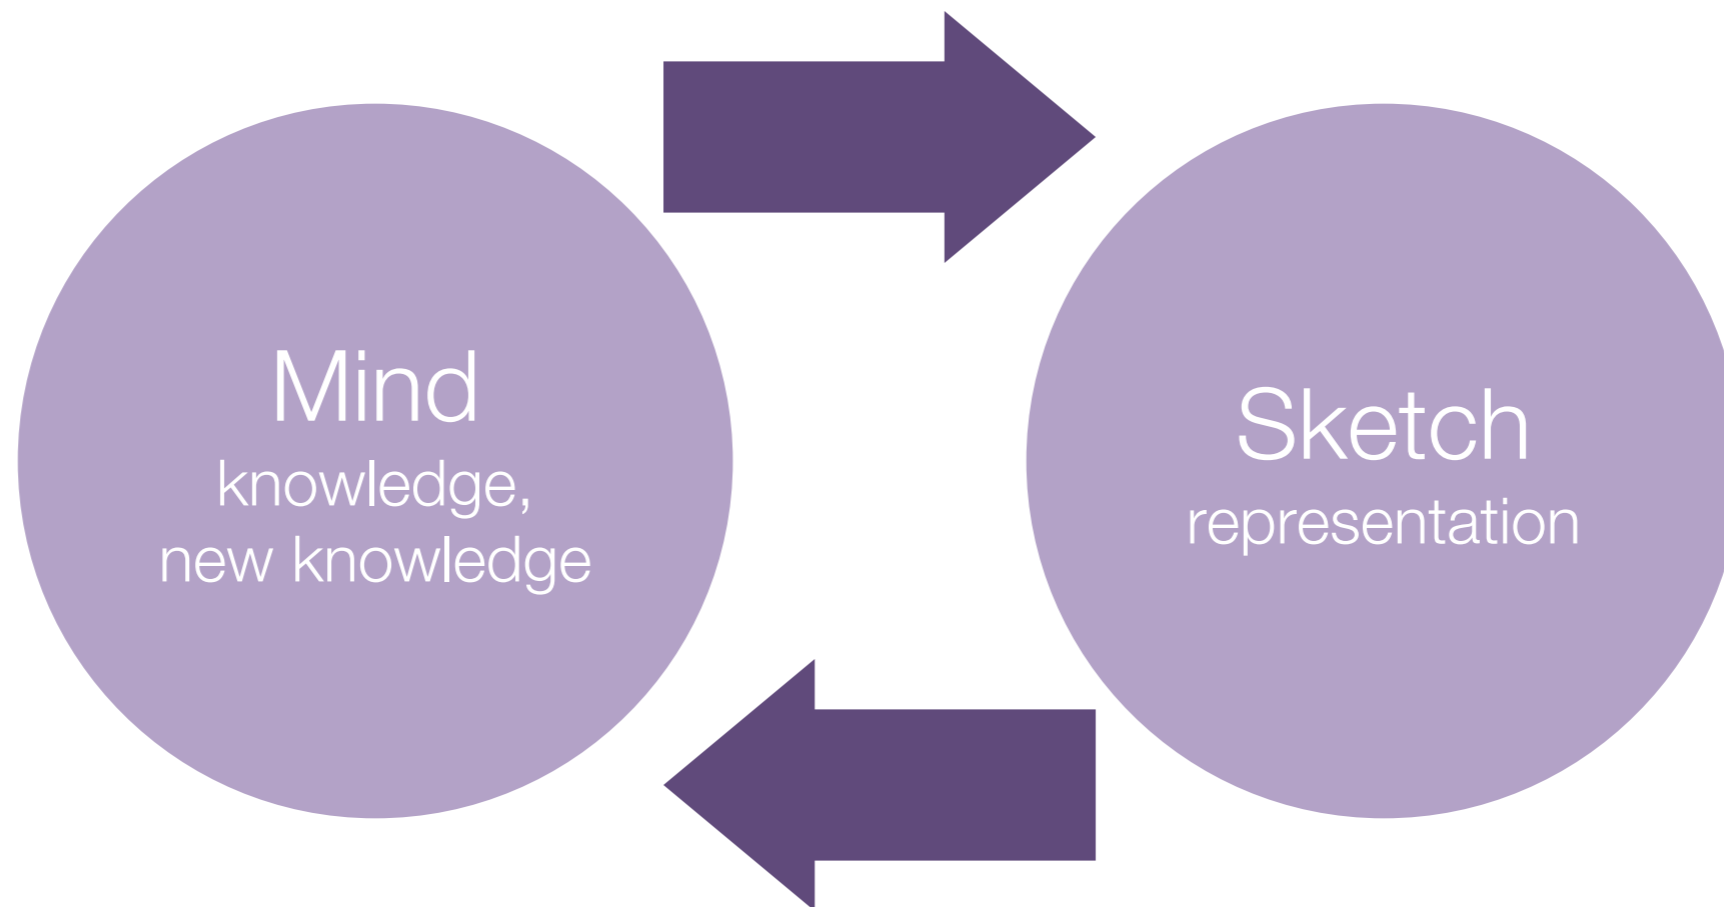 Mind
knowledge,
new knowledge
Sketch
representation